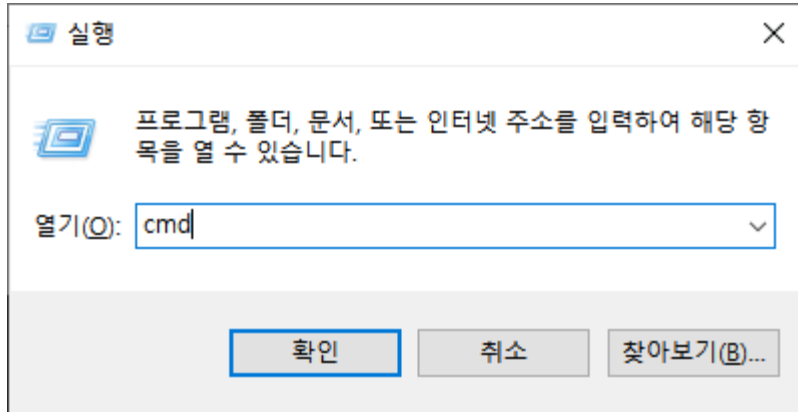 실행
프로그램, 폴더, 문서, 또는 인터넷 주소를 입력하여 해당 항
목을 열 수 있습니다.
열기(O): cmd
확인 취소 찾아보기(B)...